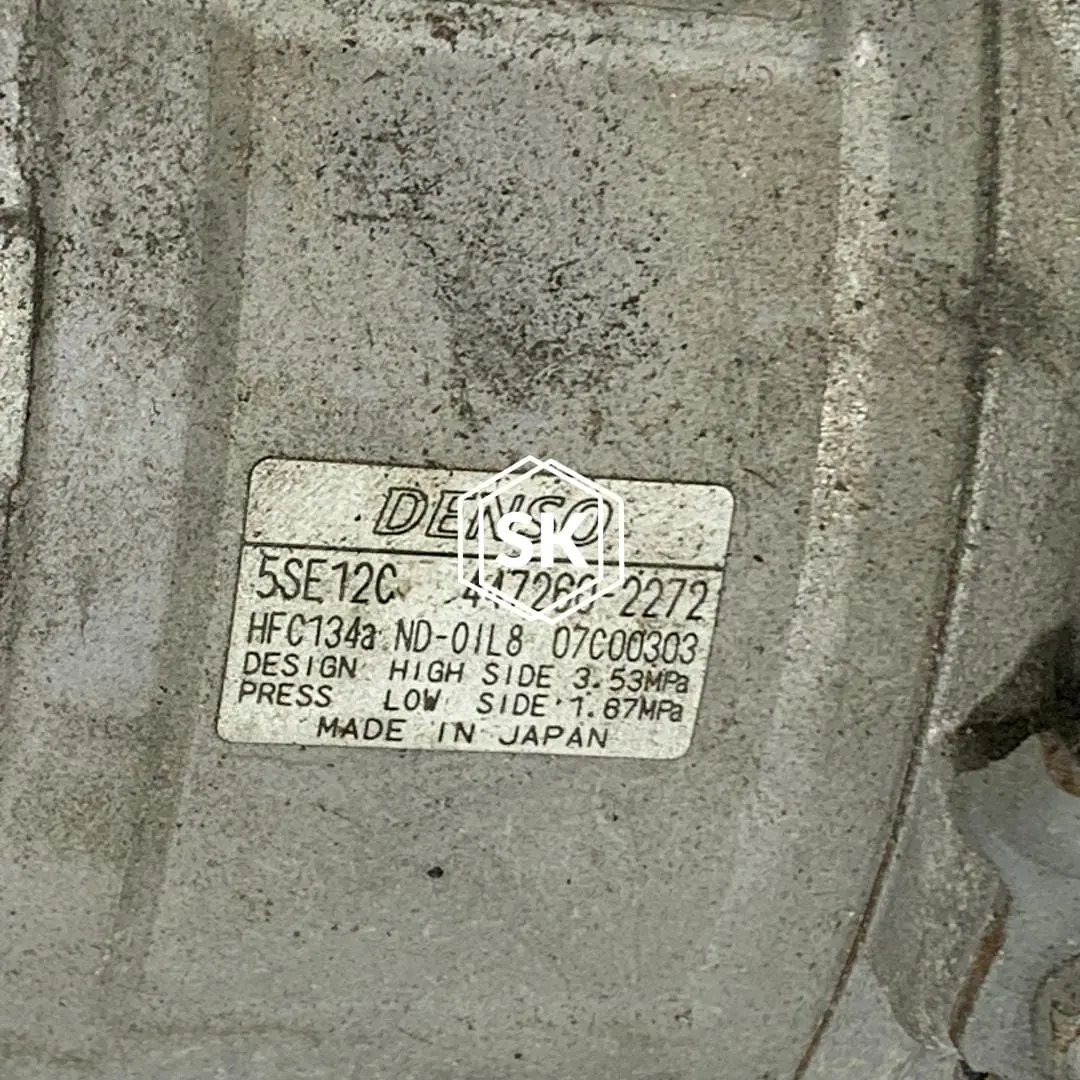 DENSO
SK
5SE12C 447260-2272
HFC134a ND-OIL8 07C00303
DESIGN HIGH SIDE 3.53MPa
PRESS LOW SIDE 1.67MPa
MADE IN JAPAN